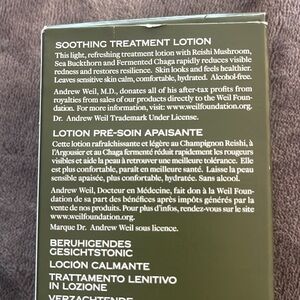 SOOTHING TREATMENT LOTION
This light, refreshing treatment lotion with Reishi Mushroom,
Sea Buckthorn and Fermented Chaga rapidly reduces visible
redness and restores resilience. Skin looks and feels healthier.
Leaves sensitive skin calm, comfortable, hydrated. Alcohol-free.
Andrew Weil, M.D., donates all of his after-tax profits from
royalties from sales of our products directly to the Weil Foun-
dation. For more information, visit www.weilfoundation.org.
Dr. Andrew Weil Trademark Under License.
LOTION PRÉ-SOIN APAISANTE
Cette lotion rafraîchissante et légère au Champignon Reishi, à
l'Argousier et au Chaga fermenté réduit rapidement les rougeurs
visibles et aide la peau à retrouver une meilleure tolérance. Elle
est plus confortable, paraît en meilleure santé. Laisse la peau
sensible apaisée, plus confortable, hydratée. Sans alcool.
Andrew Weil, Docteur en Médecine, fait don à la Weil Foun-
dation de sa part des bénéfices après impôts générés par la
vente de nos produits. Pour plus d'infos, rendez-vous sur le site
www.weilfoundation.org.
Marque Dr. Andrew Weil sous licence.
BERUHIGENDES
GESICHTSTONIC
LOCIÓN CALMANTE
TRATTAMENTO LENITIVO
IN LOZIONE
VERZACHTENDE